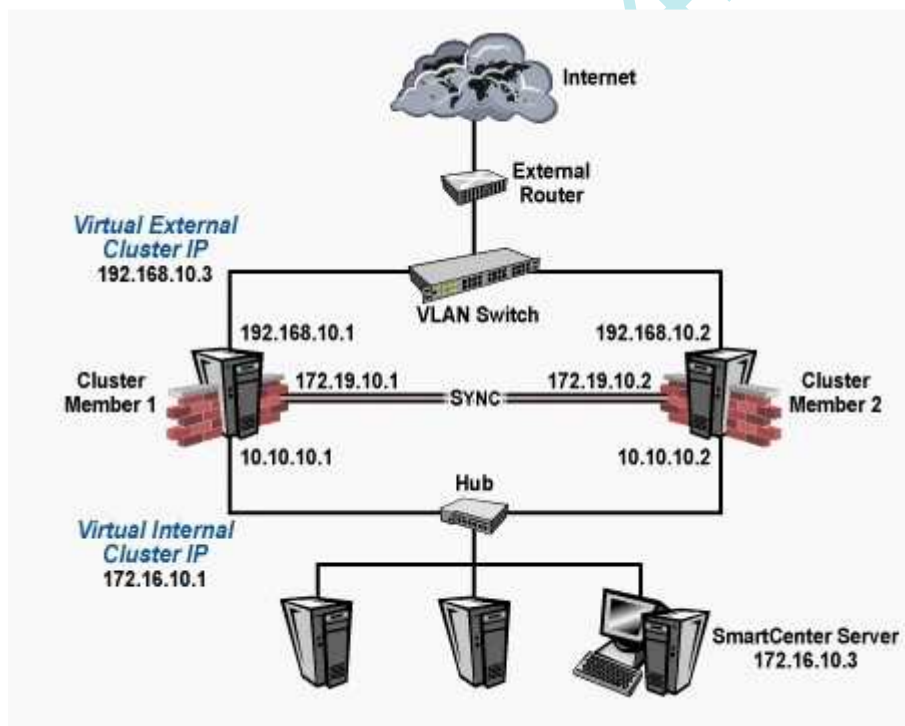 Internet
External
Router
Virtual External
Cluster IP
192.168.10.3
VLAN Switch
192.168.10.1
192.168.10.2
Cluster
Member 1
172.19.10.1
SYNC
172.19.10.2
Cluster
Member 2
10.10.10.1
10.10.10.2
Hub
Virtual Internal
Cluster IP
172.16.10.1
SmartCenter Server
172.16.10.3